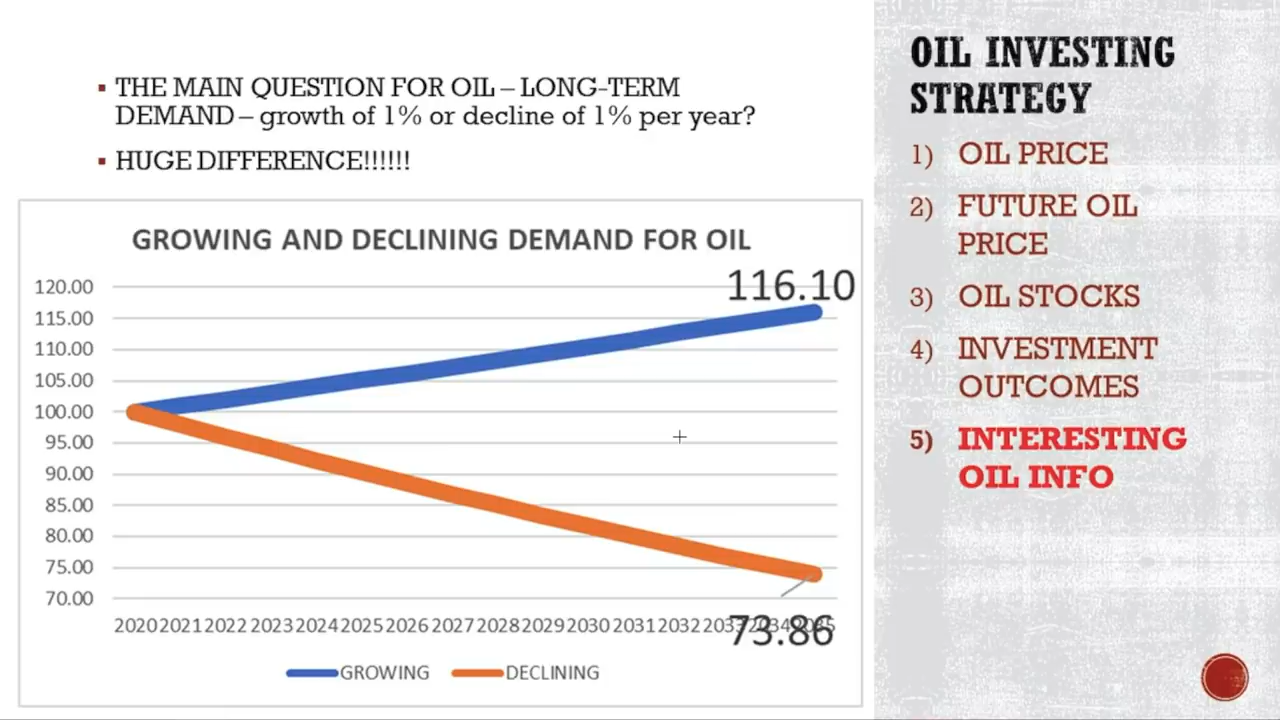 ▪ THE MAIN QUESTION FOR OIL – LONG-TERM
DEMAND – growth of 1% or decline of 1% per year?
▪ HUGE DIFFERENCE!!!!!!
GROWING AND DECLINING DEMAND FOR OIL
116.10
120.00
115.00
110.00
105.00
100.00
95.00
90.00
85.00
80.00
75.00
70.00
2020 2021 2022 2023 2024 2025 2026 2027 2028 2029 2030 2031 2032 2033 2034 2035
73.86
GROWING DECLINING
OIL INVESTING
STRATEGY
1) OIL PRICE
2) FUTURE OIL
PRICE
3) OIL STOCKS
4) INVESTMENT
OUTCOMES
5) INTERESTING
OIL INFO